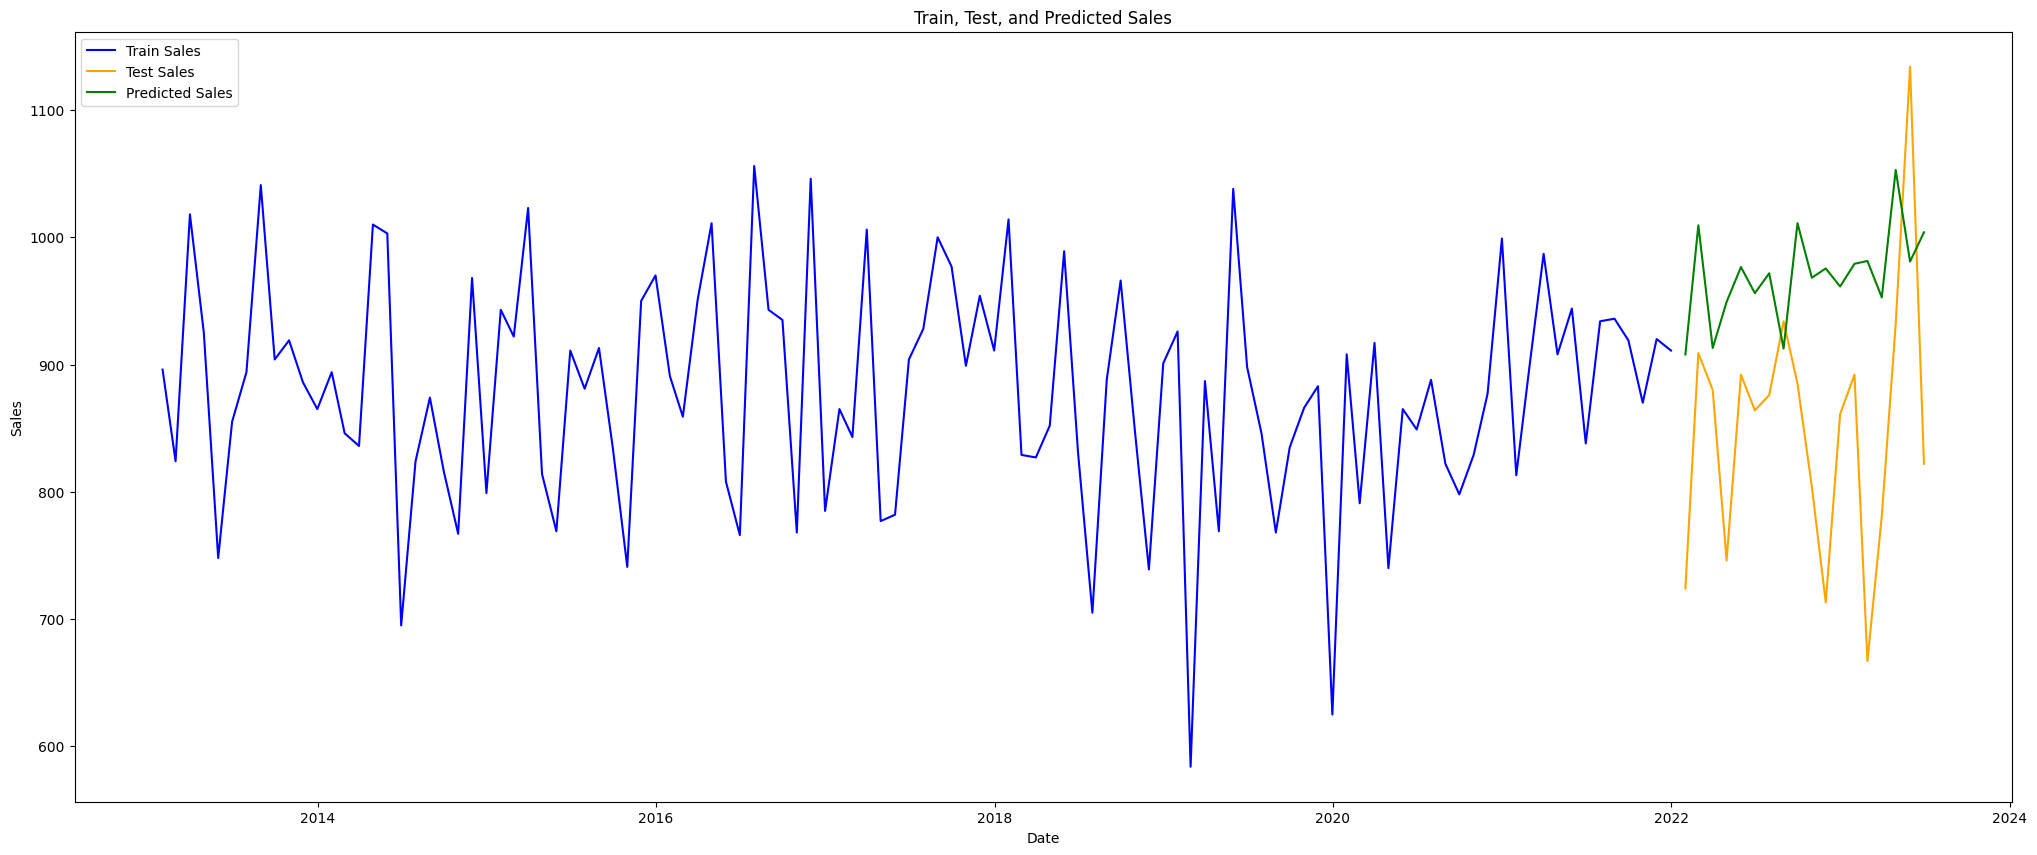 Train, Test, and Predicted Sales
Train Sales
Test Sales
Predicted Sales
1100
1000
900
800
700
600
Sales
2014
2016
2018
2020
2022
2024
Date